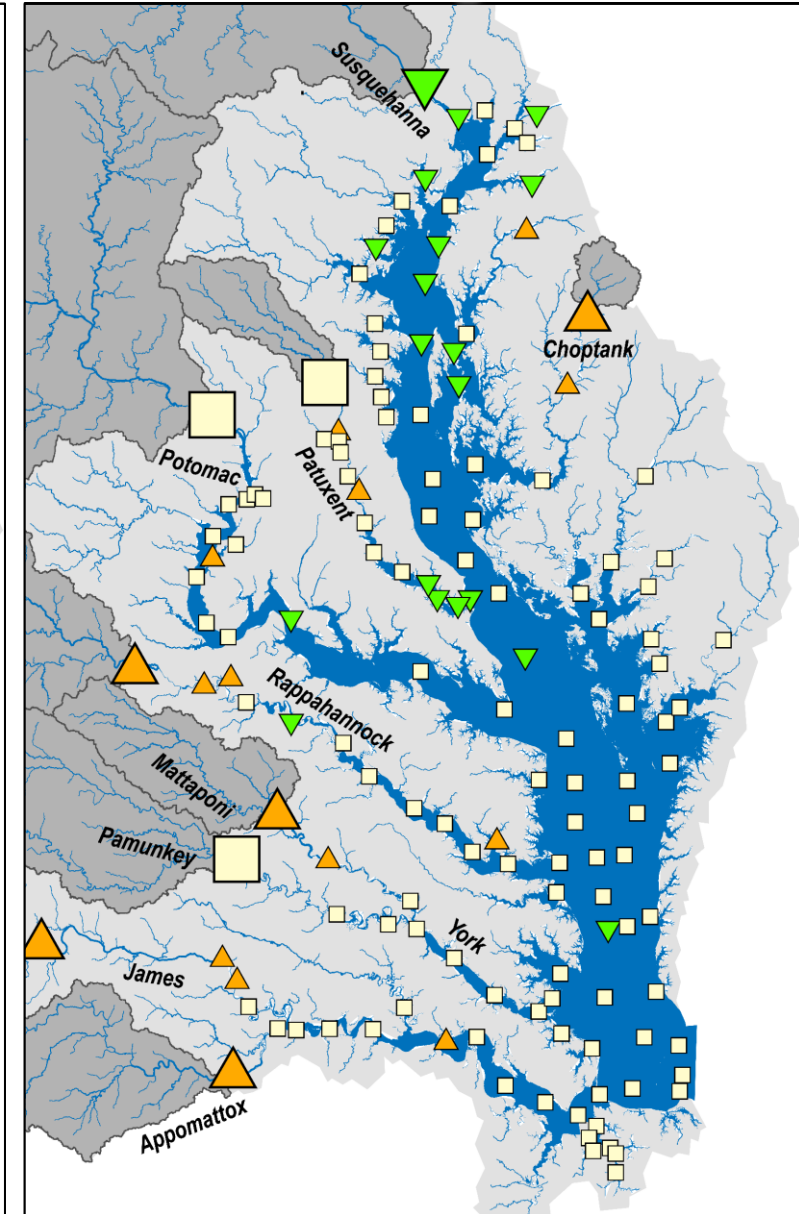 Susquehanna
Choptank
Potomac
Patuxent
Rappahannock
Mattaponi
Pamunkey
York
James
Appomattox